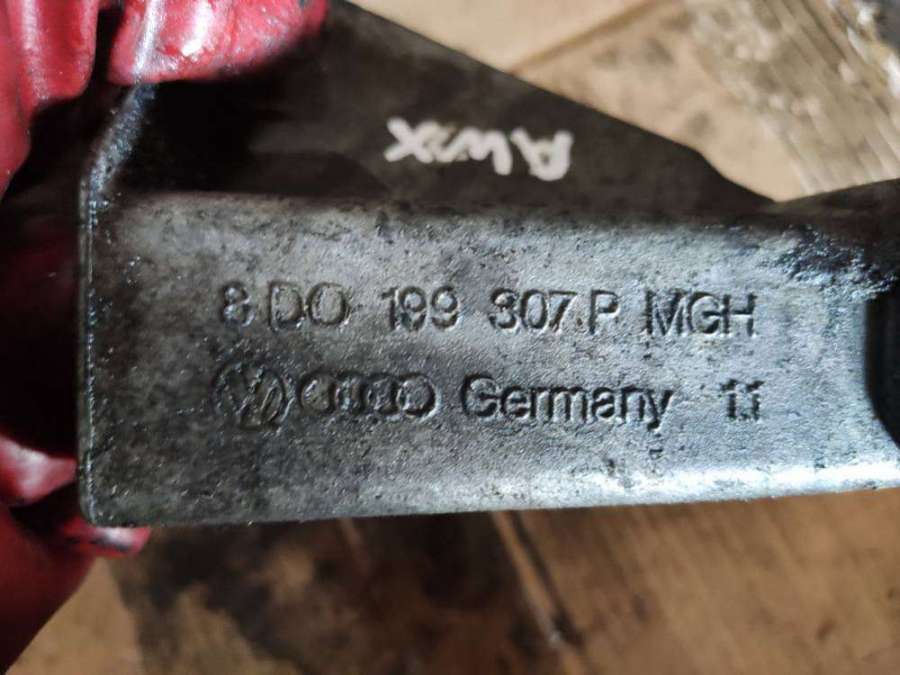 AWX
8 D0 199 307 P MGH
Germany 11